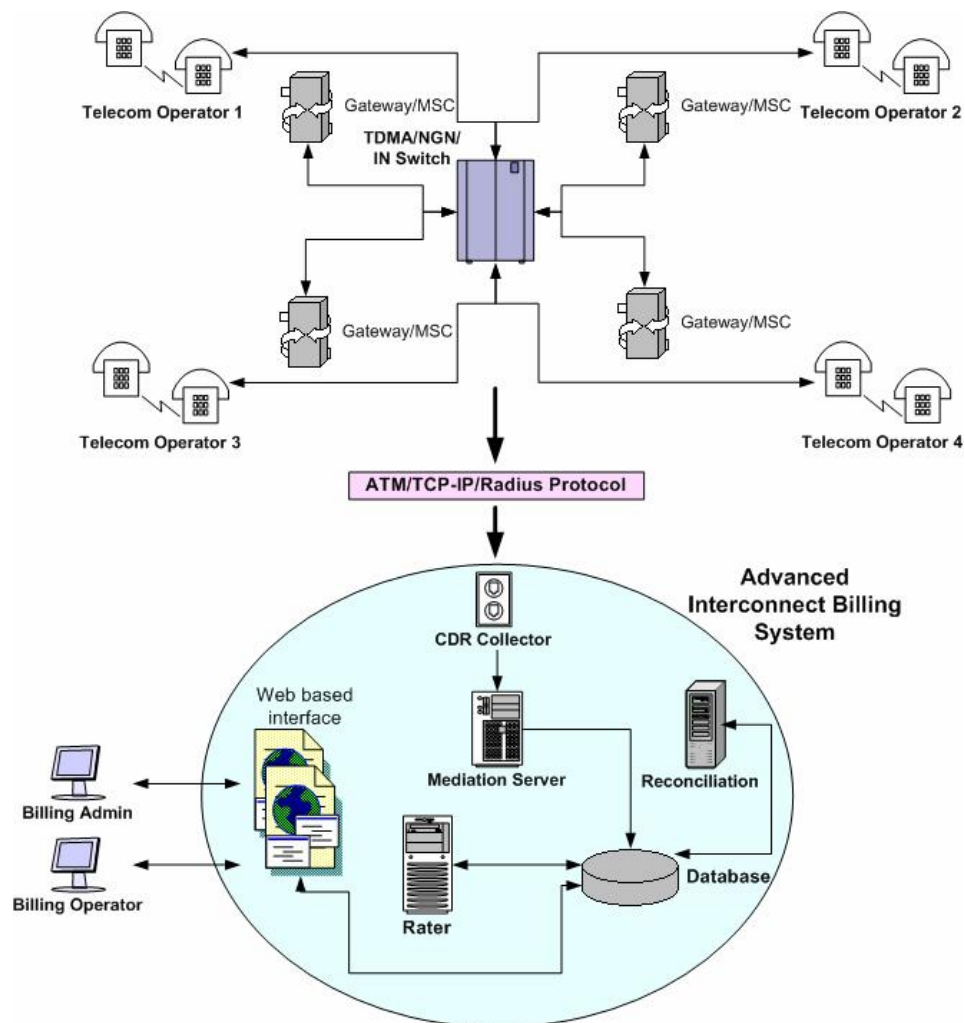 Telecom Operator 1
Gateway/MSC
Gateway/MSC
Telecom Operator 2
TDMA/NGN/
IN Switch
Gateway/MSC
Gateway/MSC
Telecom Operator 3
Telecom Operator 4
ATM/TCP-IP/Radius Protocol
Advanced
Interconnect Billing
System
CDR Collector
Web based
interface
Mediation Server
Reconciliation
Billing Admin
Database
Billing Operator
Rater